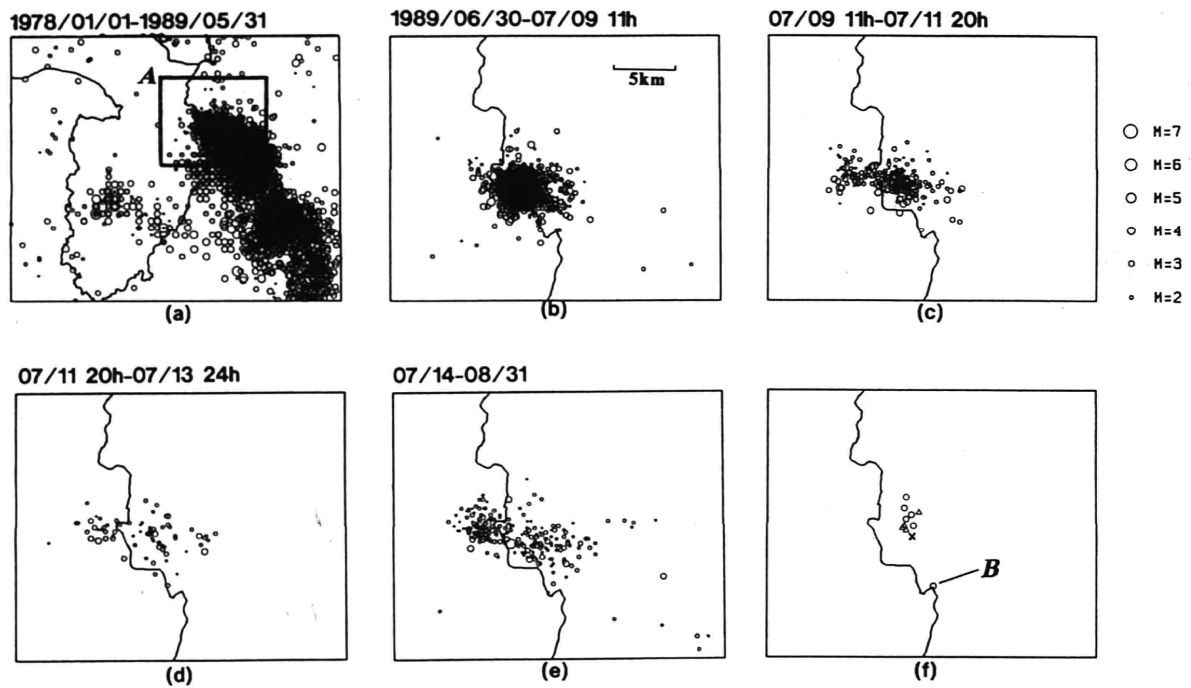 1978/01/01-1989/05/31
1989/06/30-07/09 11h
07/09 11h-07/11 20h
A
5km
M=7
M=6
M=5
M=4
M=3
M=2
(a)
(b)
(c)
07/11 20h-07/13 24h
07/14-08/31
B
(d)
(e)
(f)